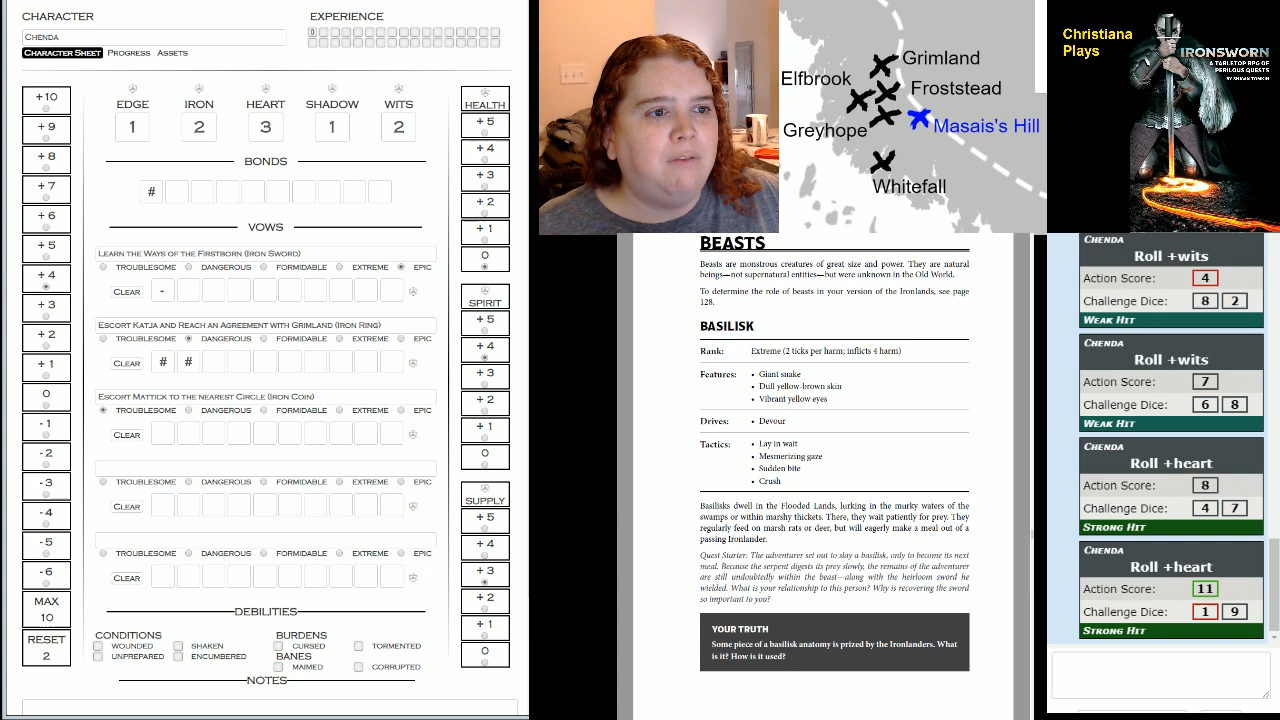 CHARACTER
CHENDA
CHARACTER SHEET PROGRESS ASSETS
EXPERIENCE
0
+10
+9
+8
+7
+6
+5
+4
+3
+2
+1
0
-1
-2
-3
-4
-5
-6
MAX
10
RESET
2
EDGE IRON HEART SHADOW WITS
1 2 3 1 2
BONDS
#
VOWS
LEARN THE WAYS OF THE FIRSTBORN (IRON SWORD)
TROUBLESOME DANGEROUS FORMIDABLE EXTREME EPIC
CLEAR -
ESCORT KATJA AND REACH AN AGREEMENT WITH GRIMLAND (IRON RING)
TROUBLESOME DANGEROUS FORMIDABLE EXTREME EPIC
CLEAR # #
ESCORT MATTICK TO THE NEAREST CIRCLE (IRON COIN)
TROUBLESOME DANGEROUS FORMIDABLE EXTREME EPIC
CLEAR
TROUBLESOME DANGEROUS FORMIDABLE EXTREME EPIC
CLEAR
TROUBLESOME DANGEROUS FORMIDABLE EXTREME EPIC
CLEAR
DEBILITIES
CONDITIONS
WOUNDED SHAKEN
UNPREPARED ENCUMBERED
BURDENS
CURSED TORMENTED
BANES
MAIMED CORRUPTED
NOTES
HEALTH
+5
+4
+3
+2
+1
0
SPIRIT
+5
+4
+3
+2
+1
0
SUPPLY
+5
+4
+3
+2
+1
0
Grimland
Elfbrook
Froststead
Greyhope
Masais's Hill
Whitefall
Christiana
Plays
IRONSWORN
A TABLETOP RPG OF
PERILOUS QUESTS
BY SHAWN TOMKIN
BEASTS
Beasts are monstrous creatures of great size and power. They are natural
beings—not supernatural entities—but were unknown in the Old World.
To determine the role of beasts in your version of the Ironlands, see page
128.
BASILISK
Rank: Extreme (2 ticks per harm; inflicts 4 harm)
Features: • Giant snake
• Dull yellow-brown skin
• Vibrant yellow eyes
Drives: • Devour
Tactics: • Lay in wait
• Mesmerizing gaze
• Sudden bite
• Crush
Basilisks dwell in the Flooded Lands, lurking in the murky waters of the
swamps or within marshy thickets. There, they wait patiently for prey. They
regularly feed on marsh rats or deer, but will eagerly make a meal out of a
passing Ironlander.
Quest Starter: The adventurer set out to slay a basilisk, only to become its next
meal. Because the serpent digests its prey slowly, the remains of the adventurer
are still undoubtedly within the beast—along with the heirloom sword he
wielded. What is your relationship to this person? Why is recovering the sword
so important to you?
YOUR TRUTH
Some piece of a basilisk anatomy is prized by the Ironlanders. What
is it? How is it used?
CHENDA
Roll +wits
Action Score: 4
Challenge Dice: 8 2
WEAK HIT
CHENDA
Roll +wits
Action Score: 7
Challenge Dice: 6 8
WEAK HIT
CHENDA
Roll +heart
Action Score: 8
Challenge Dice: 4 7
STRONG HIT
CHENDA
Roll +heart
Action Score: 11
Challenge Dice: 1 9
STRONG HIT